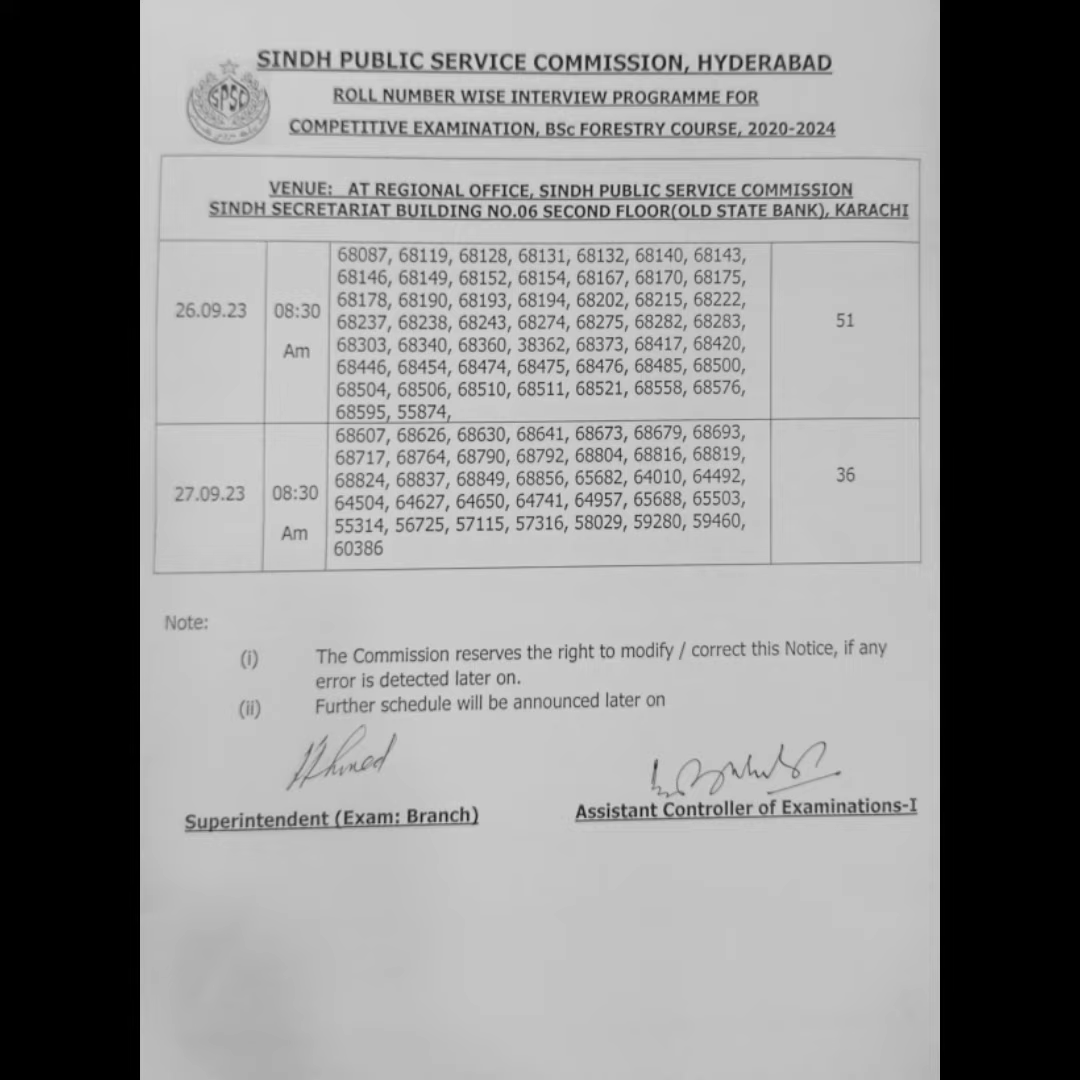 SINDH PUBLIC SERVICE COMMISSION, HYDERABAD
SPSC
ROLL NUMBER WISE INTERVIEW PROGRAMME FOR
COMPETITIVE EXAMINATION, BSc FORESTRY COURSE, 2020-2024
VENUE: AT REGIONAL OFFICE, SINDH PUBLIC SERVICE COMMISSION
SINDH SECRETARIAT BUILDING NO.06 SECOND FLOOR(OLD STATE BANK), KARACHI
26.09.23
08:30
Am
68087, 68119, 68128, 68131, 68132, 68140, 68143,
68146, 68149, 68152, 68154, 68167, 68170, 68175,
68178, 68190, 68193, 68194, 68202, 68215, 68222,
68237, 68238, 68243, 68274, 68275, 68282, 68283,
68303, 68340, 68360, 38362, 68373, 68417, 68420,
68446, 68454, 68474, 68475, 68476, 68485, 68500,
68504, 68506, 68510, 68511, 68521, 68558, 68576,
68595, 55874,
51
27.09.23
08:30
Am
68607, 68626, 68630, 68641, 68673, 68679, 68693,
68717, 68764, 68790, 68792, 68804, 68816, 68819,
68824, 68837, 68849, 68856, 65682, 64010, 64492,
64504, 64627, 64650, 64741, 64957, 65688, 65503,
55314, 56725, 57115, 57316, 58029, 59280, 59460,
60386
36
Note:
(i) The Commission reserves the right to modify / correct this Notice, if any
error is detected later on.
(ii) Further schedule will be announced later on
Superintendent (Exam: Branch)
Assistant Controller of Examinations-I